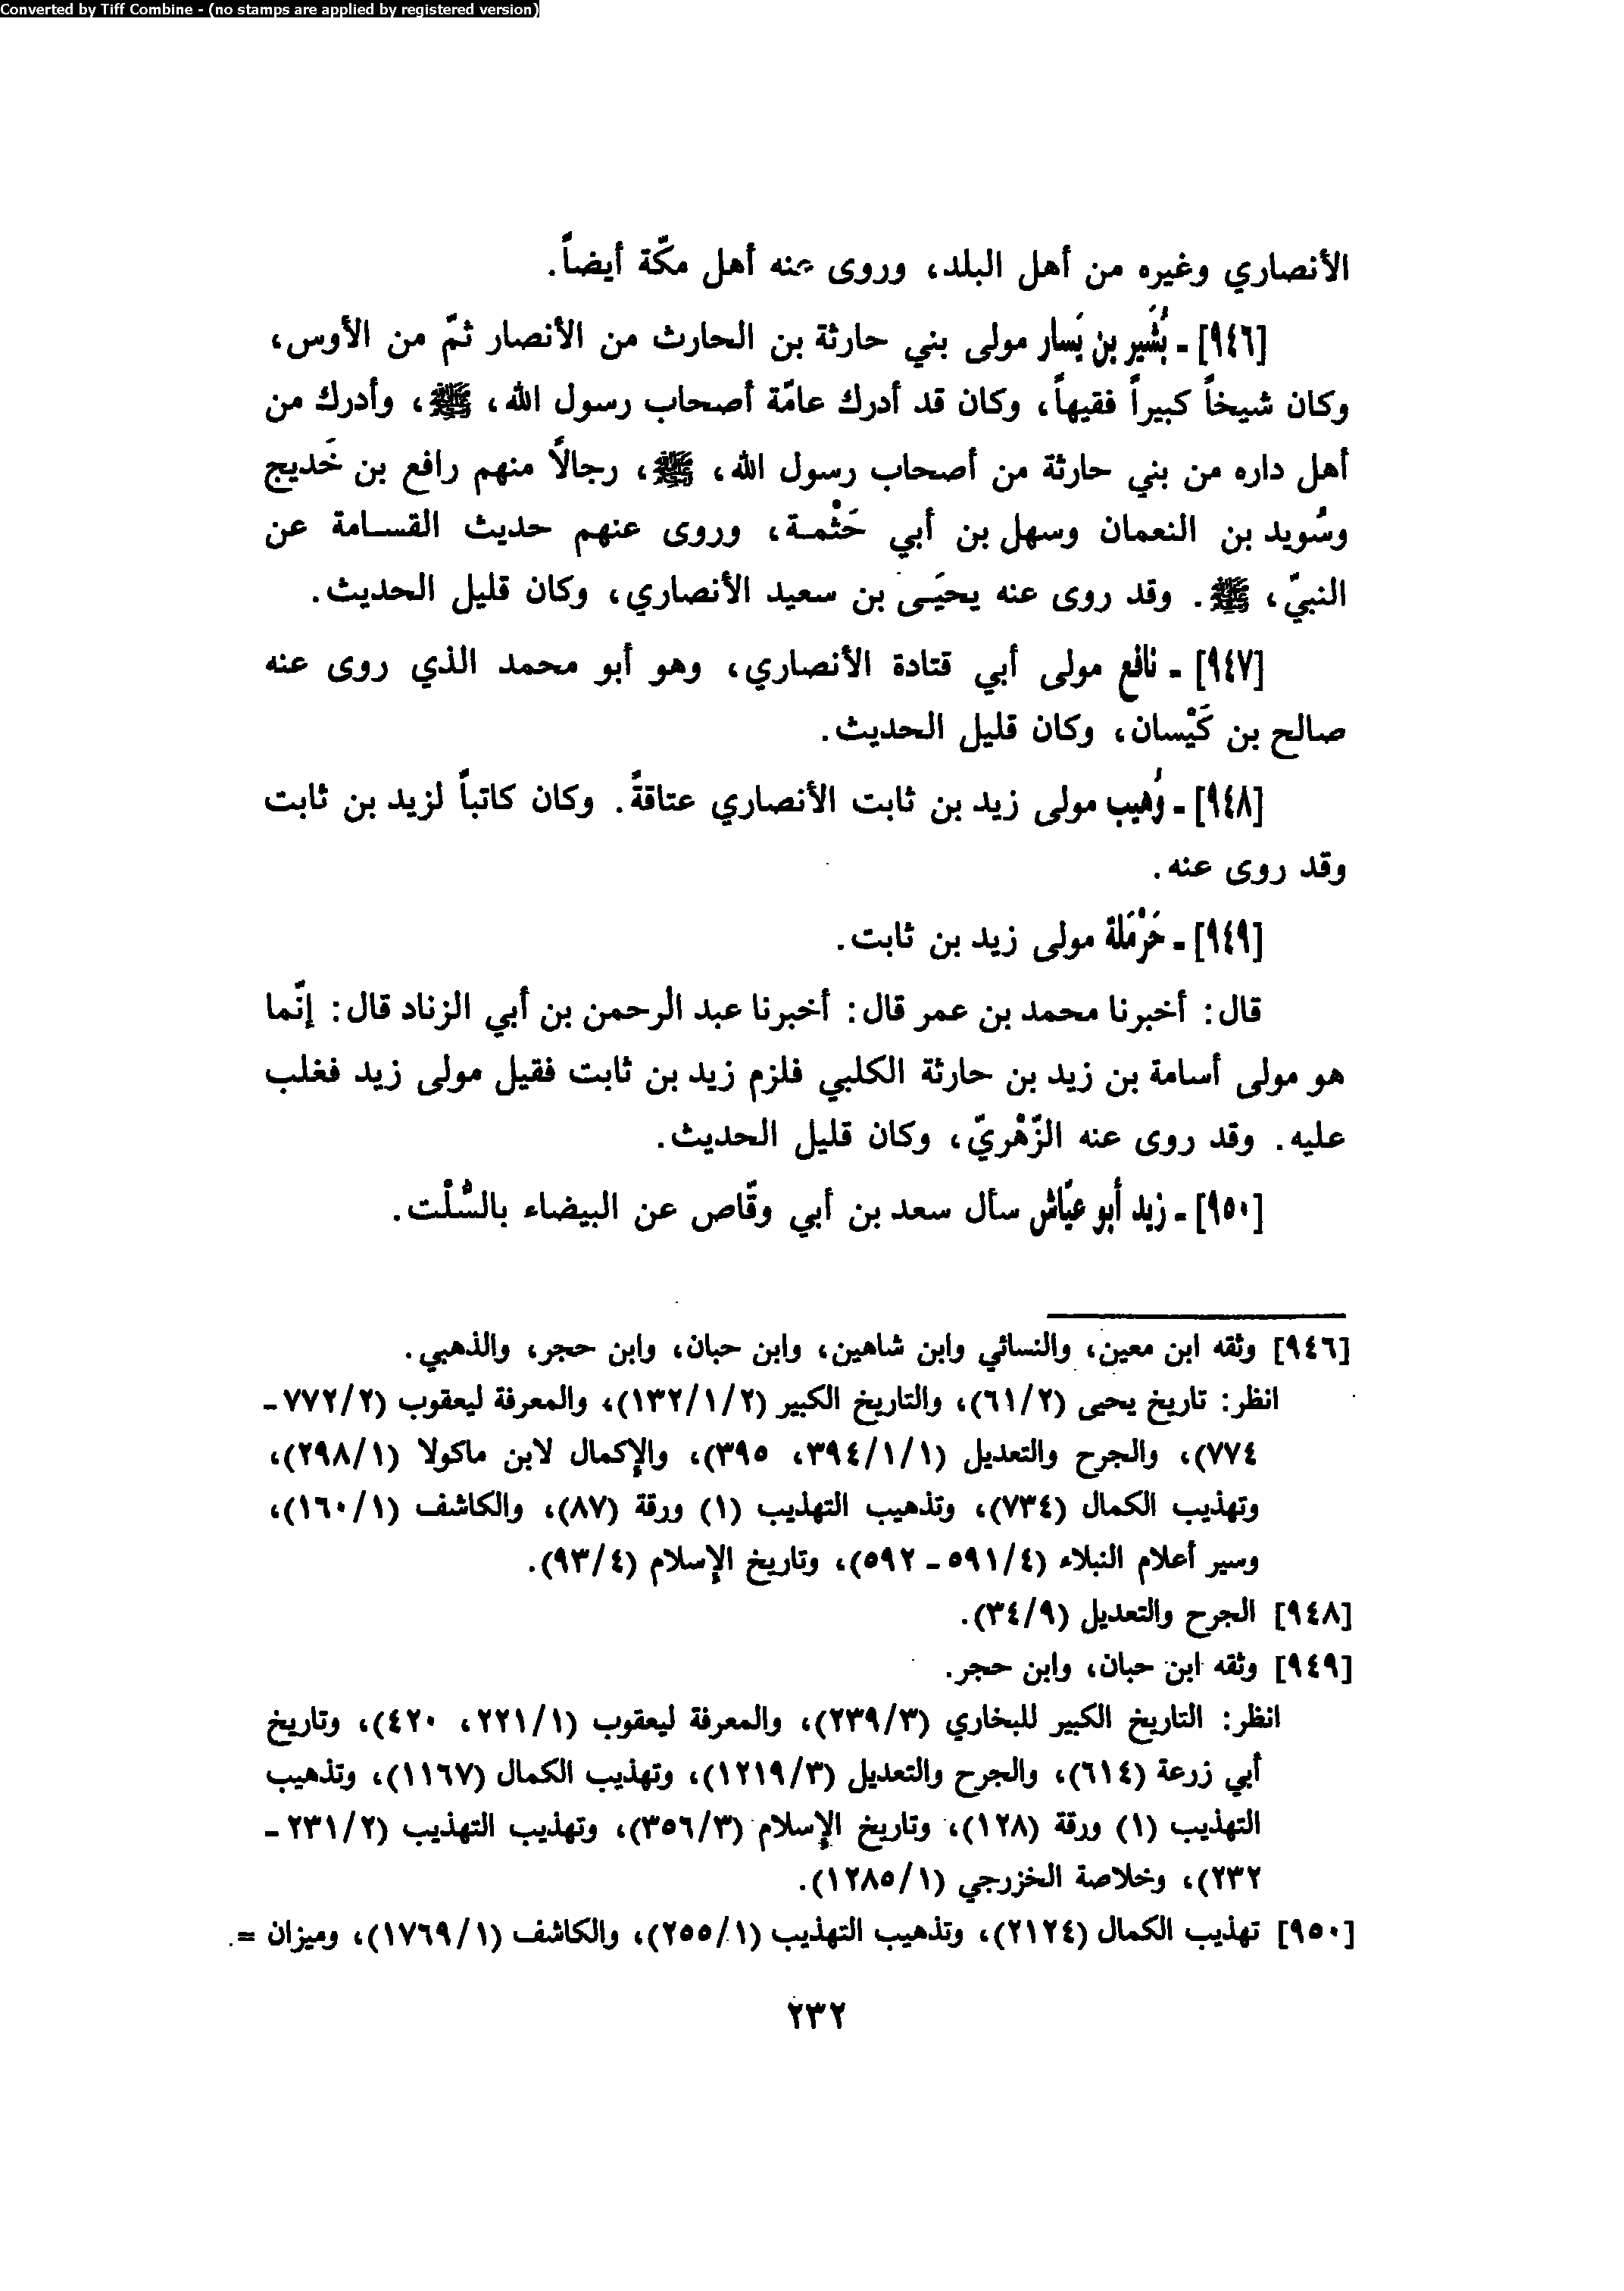 Converted by Tiff Combine - (no stamps are applied by registered version)
الأنصاري وغيره من أهل البلد، وروى عنه أهل مكّة أيضاً.
[٩٤٦] - بُشَير بن يَسار مولى بني حارثة بن الحارث من الأنصار ثمّ من الأوس،
وكان شيخاً كبيراً فقيهاً، وكان قد أدرك عامّة أصحاب رسول الله، ﷺ، وأدرك من
أهل داره من بني حارثة من أصحاب رسول الله، ﷺ، رجالاً منهم رافع بن خَديج
وسُويد بن النعمان وسهل بن أبي حَثْمـة، وروى عنهم حديث القسـامة عن
النبيّ، ﷺ. وقد روى عنه يحيَـى بن سعيد الأنصاري، وكان قليل الحديث.
[٩٤٧] - نافع مولى أبي قتادة الأنصاري، وهو أبو محمد الذي روى عنه
صالح بن كَيْسان، وكان قليل الحديث.
[٩٤٨] - وُهيب مولى زيد بن ثابت الأنصاري عتاقةً. وكان كاتباً لزيد بن ثابت
وقد روى عنه.
[٩٤٩] - حَرْمَلة مولى زيد بن ثابت.
قال: أخبرنا محمد بن عمر قال: أخبرنا عبد الرحمن بن أبي الزناد قال: إنّما
هو مولى أسامة بن زيد بن حارثة الكلبي فلزم زيد بن ثابت فقيل مولى زيد فغلب
عليه. وقد روى عنه الزّهْريّ، وكان قليل الحديث.
[٩٥٠] - زيد أبو عيّاش سأل سعد بن أبي وقّاص عن البيضاء بالسُّلْت.
[٩٤٦] وثقه ابن معين، والنسائي وابن شاهين، وابن حبان، وابن حجر، والذهبي.
انظر: تاريخ يحيى (٦١/٢)، والتاريخ الكبير (١٣٢/١/٢)، والمعرفة ليعقوب (٧٧٢/٢ -
٧٧٤)، والجرح والتعديل (٣٩٤/١/١، ٣٩٥)، والإكمال لابن ماكولا (٢٩٨/١)،
وتهذيب الكمال (٧٣٤)، وتذهيب التهذيب (١) ورقة (٨٧)، والكاشف (١٦٠/١)،
وسير أعلام النبلاء (٥٩١/٤ - ٥٩٢)، وتاريخ الإسلام (٩٣/٤).
[٩٤٨] الجرح والتعديل (٣٤/٩).
[٩٤٩] وثقه ابن حبان، وابن حجر.
انظر: التاريخ الكبير للبخاري (٢٣٩/٣)، والمعرفة ليعقوب (٢٢١/١، ٤٢٠)، وتاريخ
أبي زرعة (٦١٤)، والجرح والتعديل (١٢١٩/٣)، وتهذيب الكمال (١١٦٧)، وتذهيب
التهذيب (١) ورقة (١٢٨)، وتاريخ الإسلام (٣٥٦/٣)، وتهذيب التهذيب (٢٣١/٢ -
٢٣٢)، وخلاصة الخزرجي (١٢٨٥/١).
[٩٥٠] تهذيب الكمال (٢١٢٤)، وتذهيب التهذيب (٢٥٥/١)، والكاشف (١٧٦٩/١)، وميزان =
٢٣٢